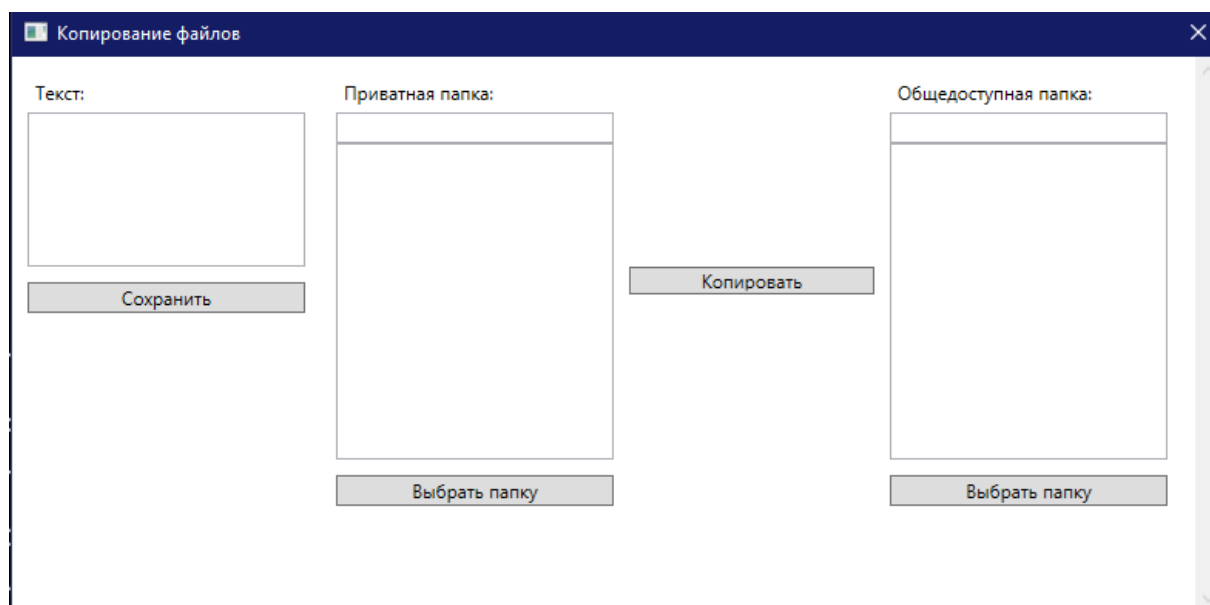 Копирование файлов
Текст:
Приватная папка:
Общедоступная папка:
Копировать
Сохранить
Выбрать папку
Выбрать папку